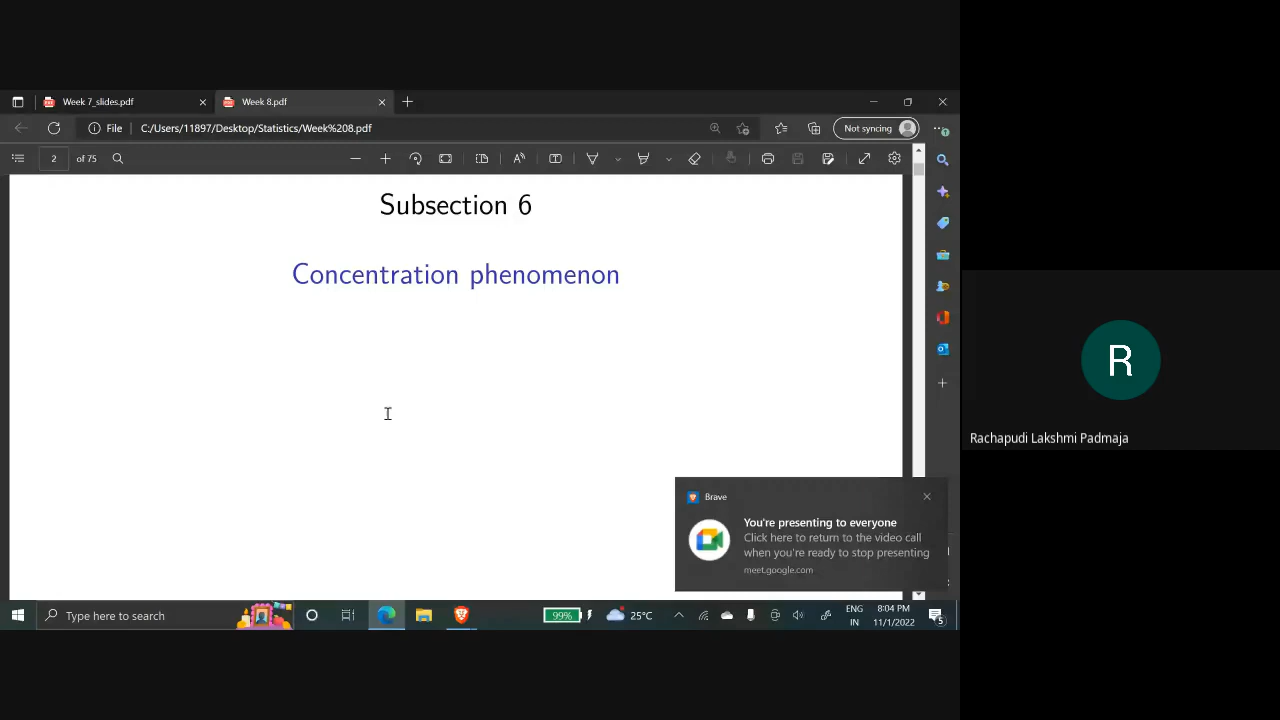 Week 7_slides.pdf
Week 8.pdf
File
C:/Users/11897/Desktop/Statistics/Week%208.pdf
Not syncing
2
of 75
Subsection 6
Concentration phenomenon
R
Rachapudi Lakshmi Padmaja
Brave
You're presenting to everyone
Click here to return to the video call
when you're ready to stop presenting
meet.google.com
Type here to search
99%
25°C
ENG
IN
8:04 PM
11/1/2022
5